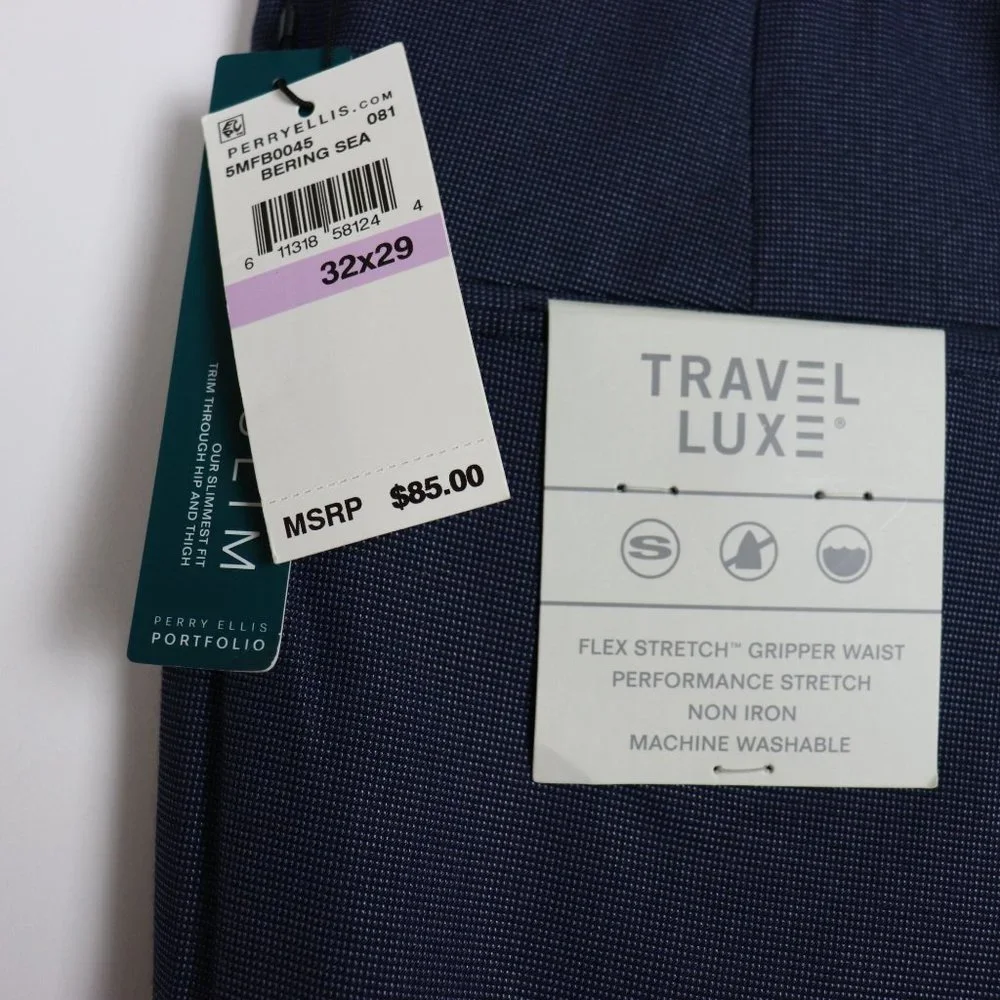 PERRYELLIS.COM
5MFB0045 081
BERING SEA
6 11318 58124 4
32x29
MSRP $85.00
SLIM
OUR SLIMMEST FIT
TRIM THROUGH HIP AND THIGH
PERRY ELLIS
PORTFOLIO
TRAVEL
LUXE®
S
FLEX STRETCH™ GRIPPER WAIST
PERFORMANCE STRETCH
NON IRON
MACHINE WASHABLE